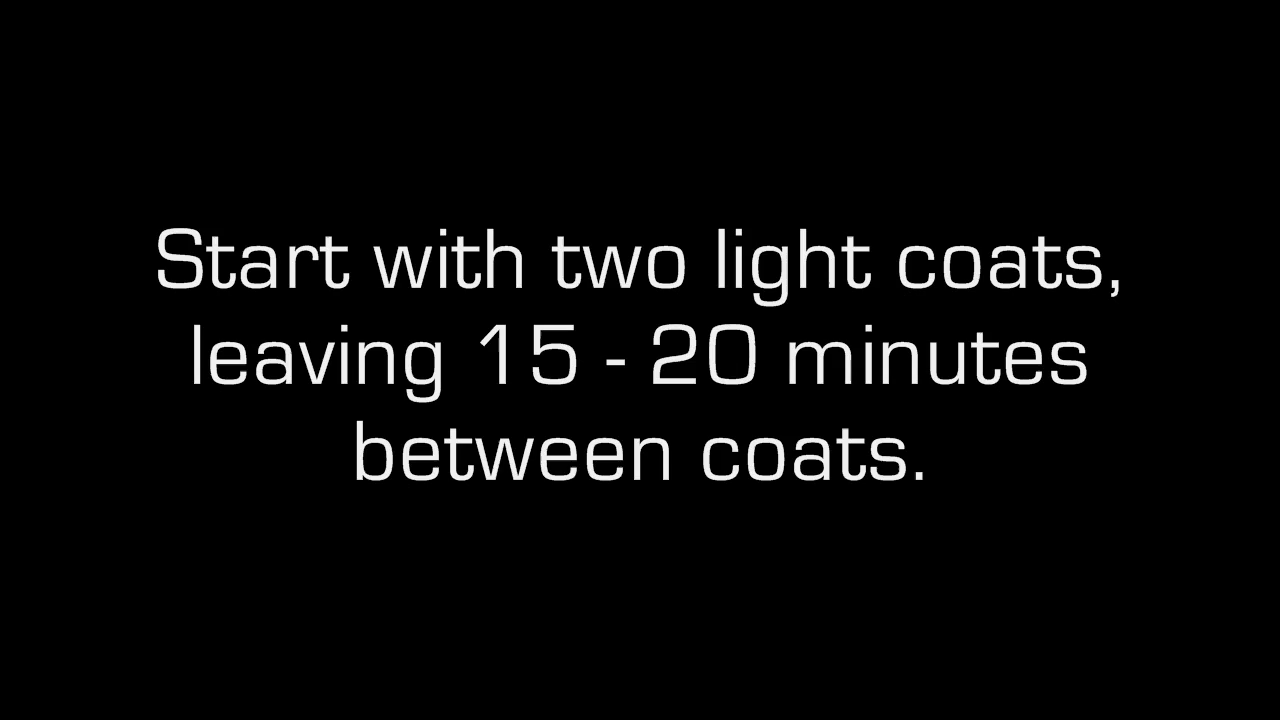 Start with two light coats,
leaving 15 - 20 minutes
between coats.